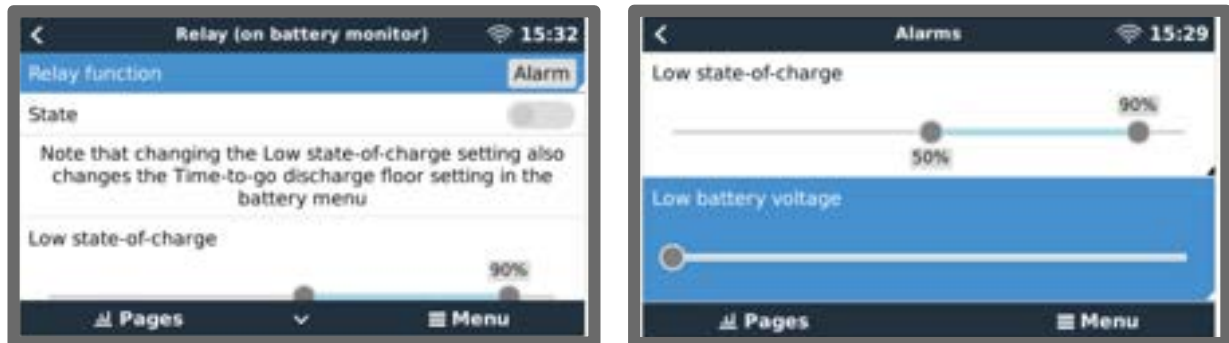 Relay (on battery monitor) 15:32
Relay function Alarm
State
Note that changing the Low state-of-charge setting also
changes the Time-to-go discharge floor setting in the
battery menu
Low state-of-charge
90%
Pages Menu
Alarms 15:29
Low state-of-charge
90%
50%
Low battery voltage
Pages Menu